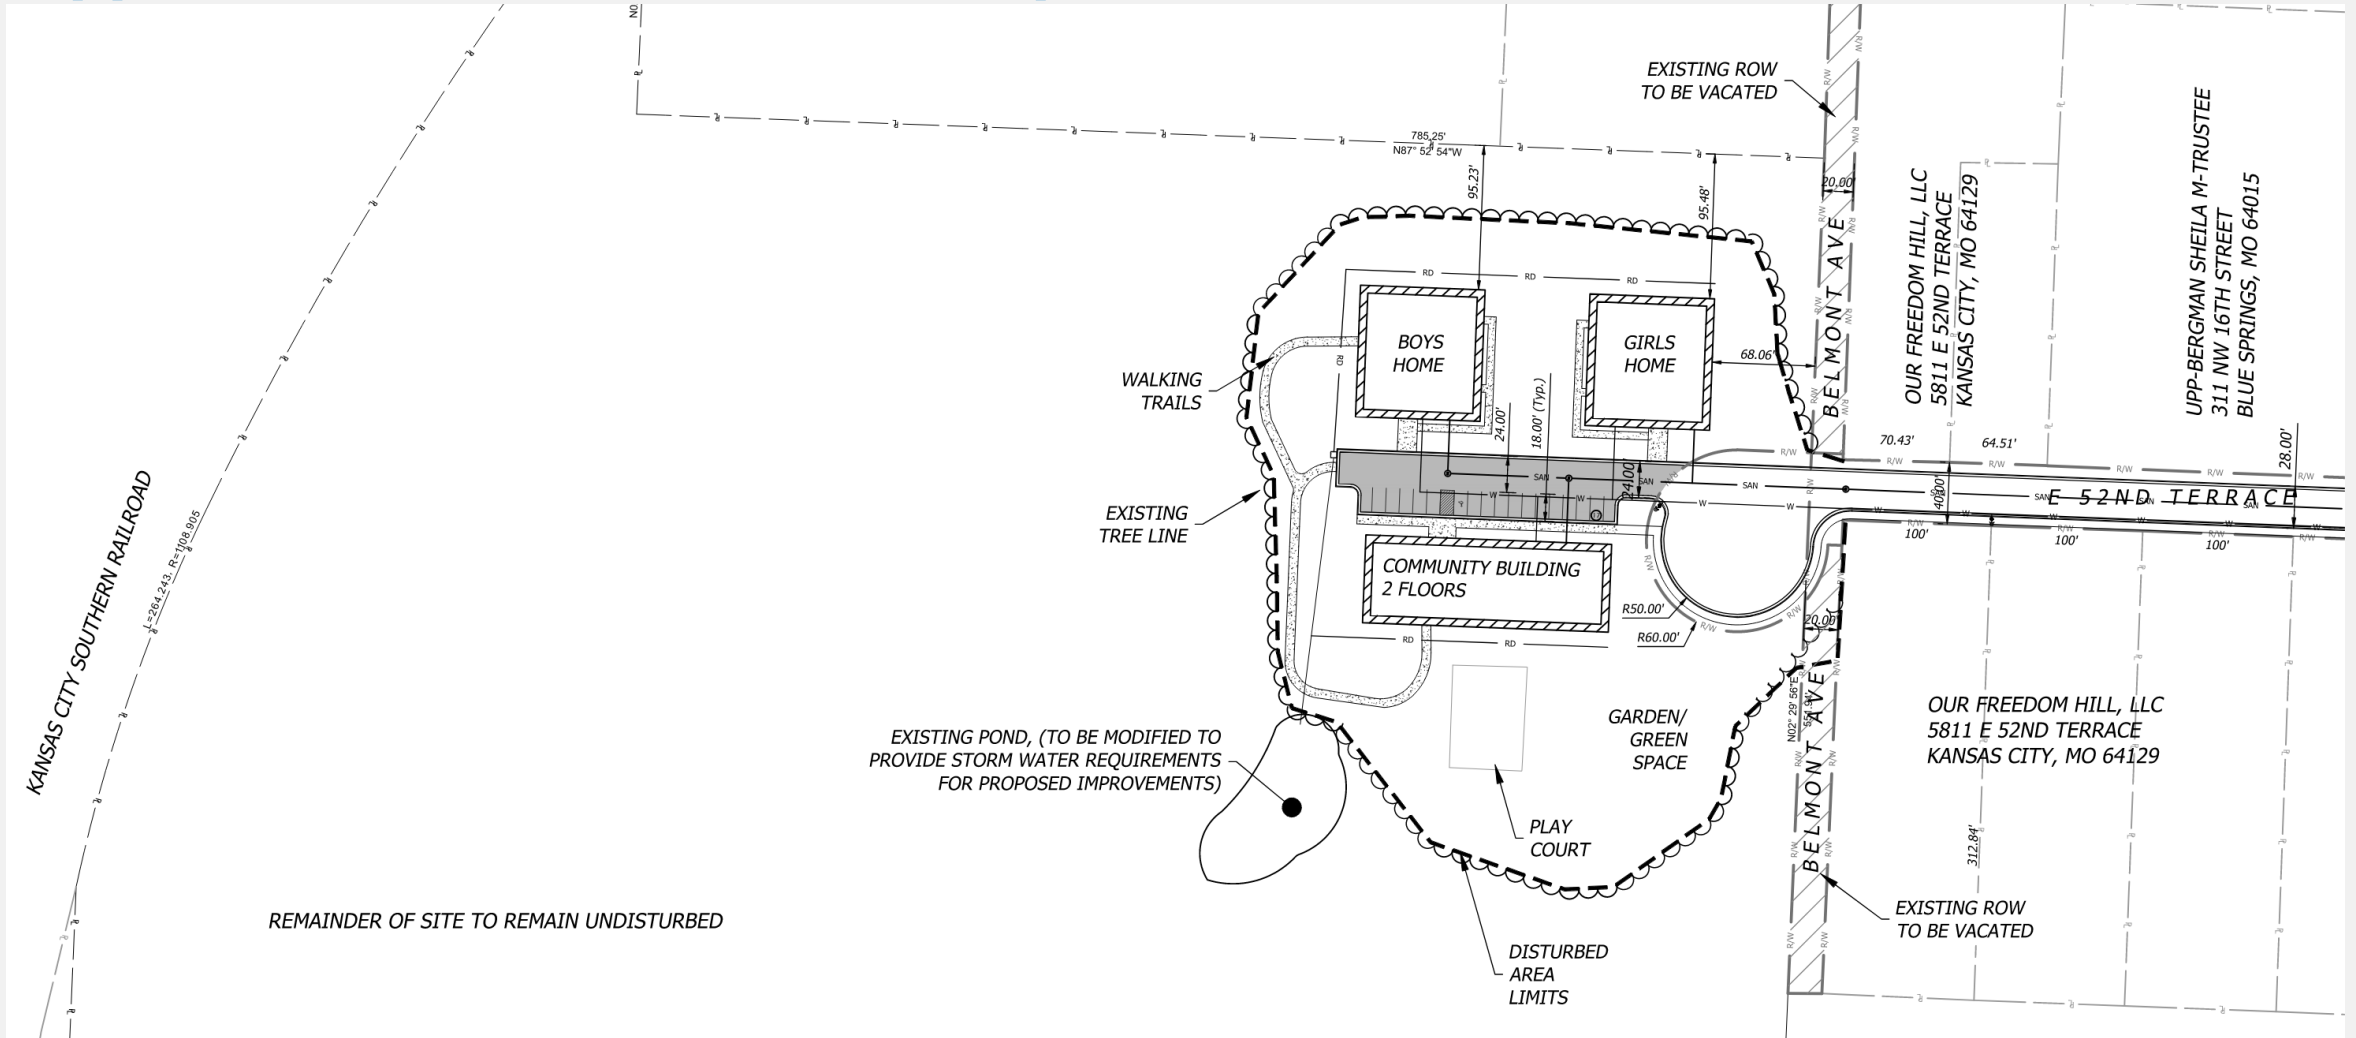 N0
EXISTING ROW
TO BE VACATED
785.25'
N87° 52' 54"W
95.23'
95.48'
20.00'
BELMONT AVE
OUR FREEDOM HILL, LLC
5811 E 52ND TERRACE
KANSAS CITY, MO 64129
UPP-BERGMAN SHEILA M-TRUSTEE
311 NW 16TH STREET
BLUE SPRINGS, MO 64015
RD
RD
RD
BOYS
HOME
GIRLS
HOME
68.06'
RD
WALKING
TRAILS
24.00'
18.00' (Typ.)
24.00'
70.43'
64.51'
28.00'
40.00'
R/W
R/W
R/W
R/W
R/W
SAN
SAN
SAN
SAN
SAN
SAN
W
W
W
W
W
E 52ND TERRACE
100'
100'
100'
EXISTING
TREE LINE
COMMUNITY BUILDING
2 FLOORS
R50.00'
R60.00'
20.00'
RD
RD
KANSAS CITY SOUTHERN RAILROAD
L=264.243, R=1108.905
N02° 29' 56"E
BELMONT AVE
GARDEN/
GREEN
SPACE
OUR FREEDOM HILL, LLC
5811 E 52ND TERRACE
KANSAS CITY, MO 64129
EXISTING POND, (TO BE MODIFIED TO
PROVIDE STORM WATER REQUIREMENTS
FOR PROPOSED IMPROVEMENTS)
PLAY
COURT
312.84'
REMAINDER OF SITE TO REMAIN UNDISTURBED
EXISTING ROW
TO BE VACATED
DISTURBED
AREA
LIMITS